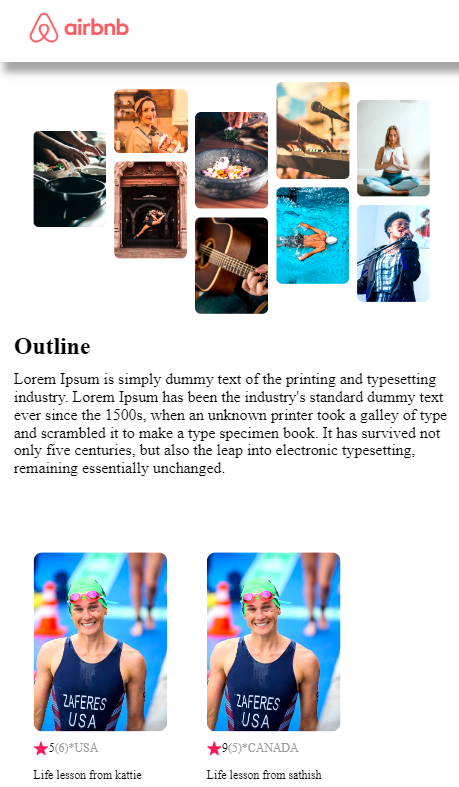 airbnb
Outline
Lorem Ipsum is simply dummy text of the printing and typesetting
industry. Lorem Ipsum has been the industry's standard dummy text
ever since the 1500s, when an unknown printer took a galley of type
and scrambled it to make a type specimen book. It has survived not
only five centuries, but also the leap into electronic typesetting,
remaining essentially unchanged.
ZAFERES
USA
ZAFERES
USA
5(6)*USA
9(5)*CANADA
Life lesson from kattie
Life lesson from sathish